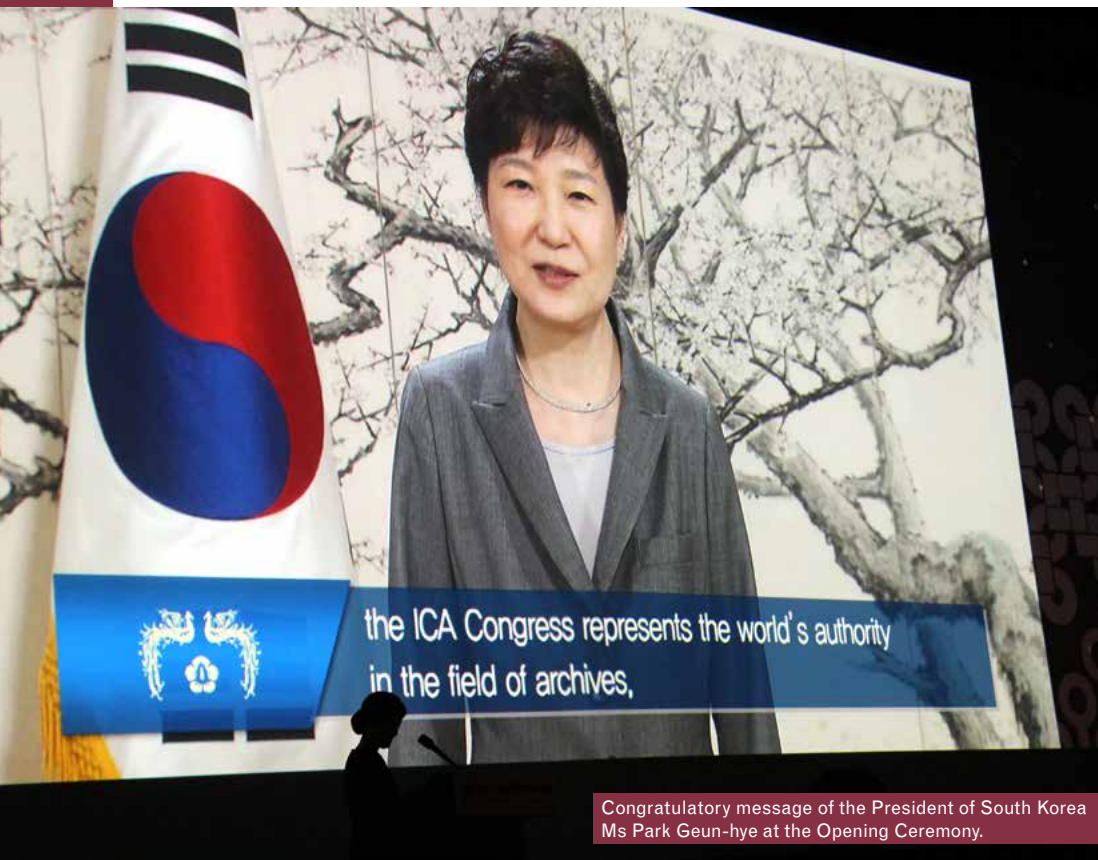 the ICA Congress represents the world's authority
in the field of archives,
Congratulatory message of the President of South Korea
Ms Park Geun-hye at the Opening Ceremony.